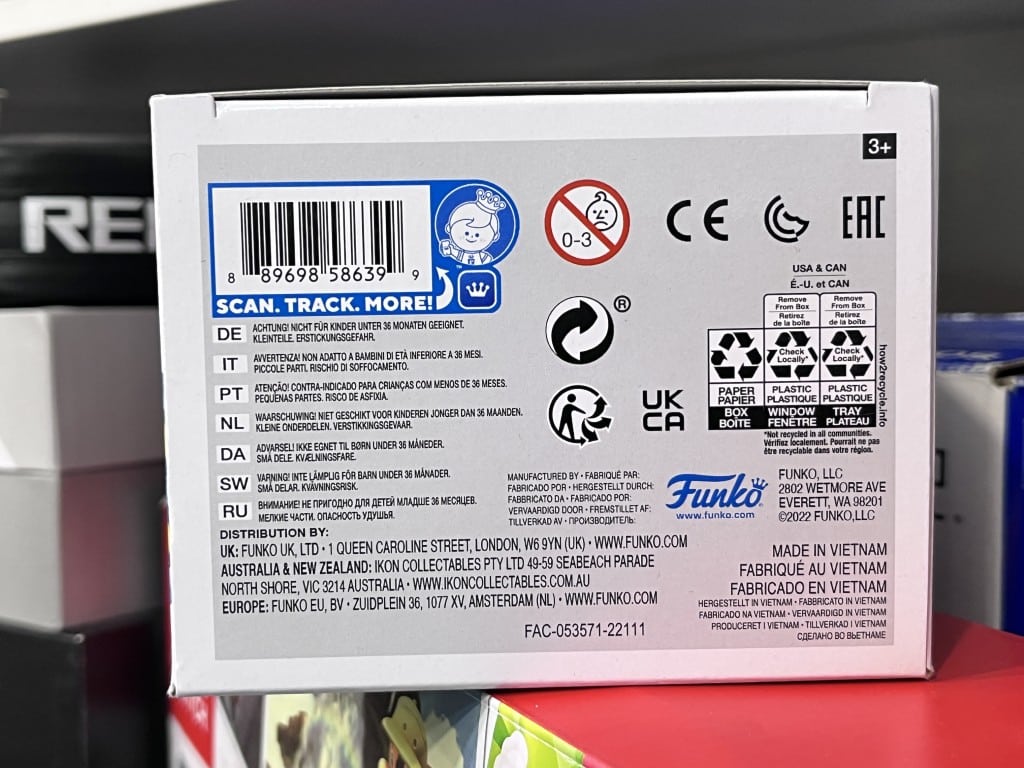 REI
3+
8 89698 58639 9
SCAN. TRACK. MORE!
™
0-3
CE
EAC
®
UK
CA
USA & CAN
É.-U. et CAN
Remove From Box
Retirez de la boîte
Remove From Box
Retirez de la boîte
Check Locally*
Check Locally*
PAPER
PAPIER
BOX
BOÎTE
PLASTIC
PLASTIQUE
WINDOW
FENÊTRE
PLASTIC
PLASTIQUE
TRAY
PLATEAU
how2recycle.info
*Not recycled in all communities.
Vérifiez localement. Pourrait ne pas
être recyclable dans votre région.
DE ACHTUNG! NICHT FÜR KINDER UNTER 36 MONATEN GEEIGNET.
KLEINTEILE. ERSTICKUNGSGEFAHR.
IT AVVERTENZA! NON ADATTO A BAMBINI DI ETÀ INFERIORE A 36 MESI.
PICCOLE PARTI. RISCHIO DI SOFFOCAMENTO.
PT ATENÇÃO! CONTRA-INDICADO PARA CRIANÇAS COM MENOS DE 36 MESES.
PEQUENAS PARTES. RISCO DE ASFIXIA.
NL WAARSCHUWING! NIET GESCHIKT VOOR KINDEREN JONGER DAN 36 MAANDEN.
KLEINE ONDERDELEN. VERSTIKKINGSGEVAAR.
DA ADVARSEL! IKKE EGNET TIL BØRN UNDER 36 MÅNEDER.
SMÅ DELE. KVÆLNINGSFARE.
SW VARNING! INTE LÄMPLIG FÖR BARN UNDER 36 MÅNADER.
SMÅ DELAR. KVÄVNINGSRISK.
RU ВНИМАНИЕ! НЕ ПРИГОДНО ДЛЯ ДЕТЕЙ МЛАДШЕ 36 МЕСЯЦЕВ.
МЕЛКИЕ ЧАСТИ. ОПАСНОСТЬ УДУШЬЯ.
MANUFACTURED BY • FABRIQUÉ PAR:
FABRICADO POR • HERGESTELLT DURCH:
FABRICATO DA • FABRICADO POR:
VERVAARDIGD DOOR • FREMSTILLET AF:
TILLVERKAD AV • ПРОИЗВОДИТЕЛЬ:
Funko
www.funko.com
FUNKO, LLC
2802 WETMORE AVE
EVERETT, WA 98201
©2022 FUNKO,LLC
DISTRIBUTION BY:
UK: FUNKO UK, LTD • 1 QUEEN CAROLINE STREET, LONDON, W6 9YN (UK) • WWW.FUNKO.COM
AUSTRALIA & NEW ZEALAND: IKON COLLECTABLES PTY LTD 49-59 SEABEACH PARADE
NORTH SHORE, VIC 3214 AUSTRALIA • WWW.IKONCOLLECTABLES.COM.AU
EUROPE: FUNKO EU, BV • ZUIDPLEIN 36, 1077 XV, AMSTERDAM (NL) • WWW.FUNKO.COM
FAC-053571-22111
MADE IN VIETNAM
FABRIQUÉ AU VIETNAM
FABRICADO EN VIETNAM
HERGESTELLT IN VIETNAM • FABBRICATO IN VIETNAM
FABRICADO NA VIETNAM • VERVAARDIGD IN VIETNAM
PRODUCERET I VIETNAM • TILLVERKAD I VIETNAM
СДЕЛАНО ВО ВЬЕТНАМЕ